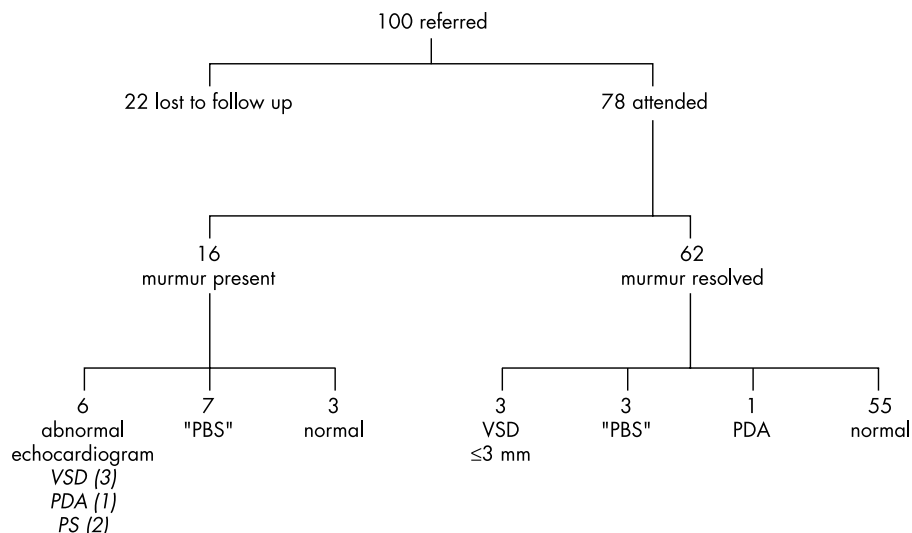 100 referred
22 lost to follow up
78 attended
16
murmur present
62
murmur resolved
6
abnormal
echocardiogram
VSD (3)
PDA (1)
PS (2)
7
"PBS"
3
normal
3
VSD
≤3 mm
3
"PBS"
1
PDA
55
normal